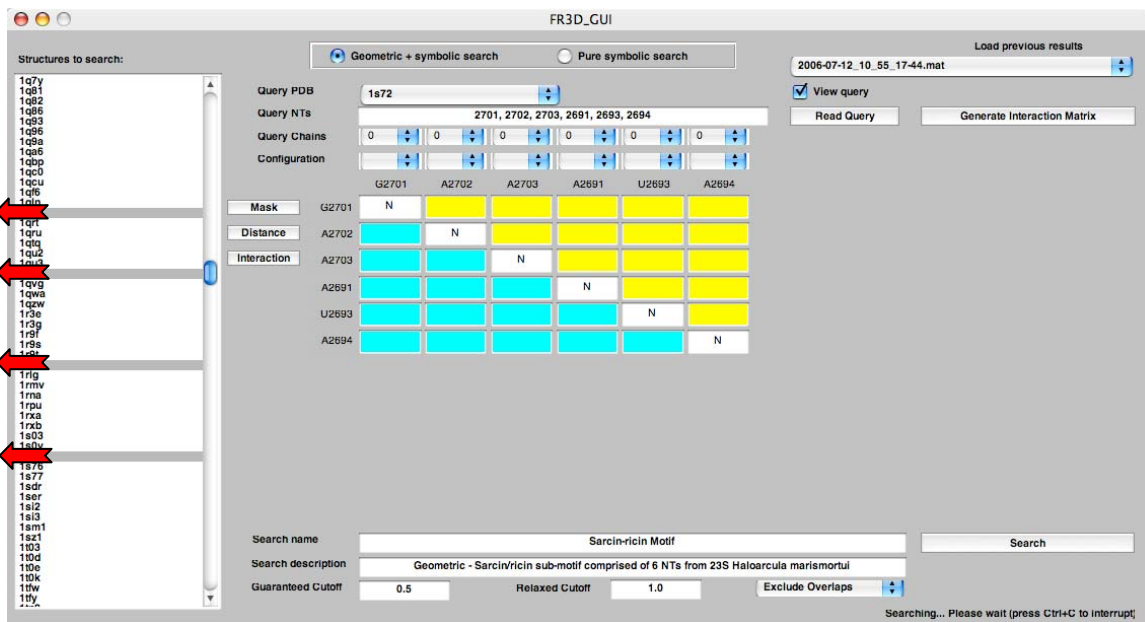 FR3D_GUI
Structures to search:
1q7y
1q81
1q82
1q86
1q93
1q96
1q9a
1qa6
1qbp
1qc0
1qcu
1qf6
1qln
1qrt
1qru
1qtq
1qu2
1qu3
1qvg
1qwa
1qzw
1r3e
1r3g
1r9f
1r9s
1r9t
1rlg
1rmv
1rna
1rpu
1rxa
1rxb
1s03
1s0v
1s76
1s77
1sdr
1ser
1si2
1si3
1sm1
1sz1
1t03
1t0d
1t0e
1t0k
1tfw
1tfy
Geometric + symbolic search Pure symbolic search
Load previous results
2006-07-12_10_55_17-44.mat
View query
Read Query Generate Interaction Matrix
Query PDB 1s72
Query NTs 2701, 2702, 2703, 2691, 2693, 2694
Query Chains 0 0 0 0 0 0
Configuration
G2701 A2702 A2703 A2691 U2693 A2694
Mask G2701 N
Distance A2702 N
Interaction A2703 N
A2691 N
U2693 N
A2694 N
Search name Sarcin-ricin Motif Search
Search description Geometric - Sarcin/ricin sub-motif comprised of 6 NTs from 23S Haloarcula marismortui
Guaranteed Cutoff 0.5 Relaxed Cutoff 1.0 Exclude Overlaps
Searching... Please wait (press Ctrl+C to interrupt)